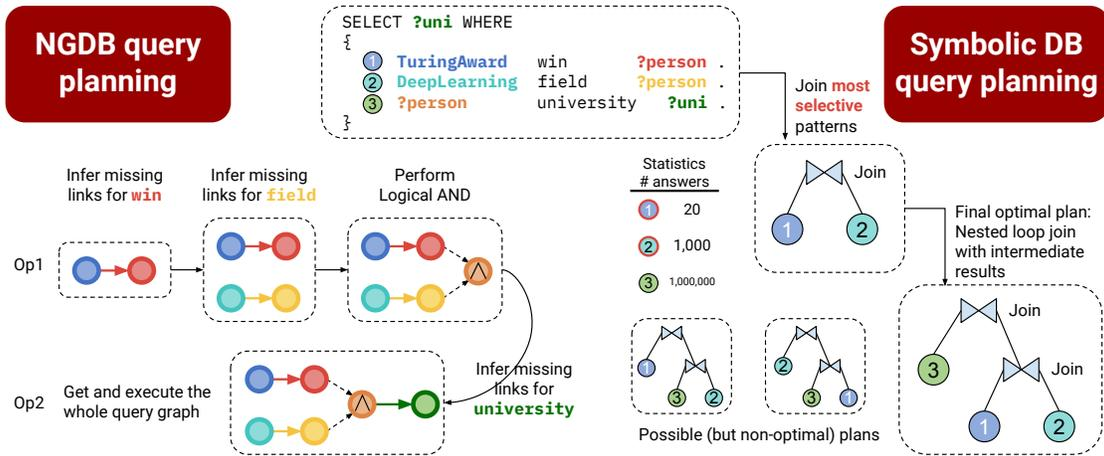 NGDB query
planning
SELECT ?uni WHERE
{
1 TuringAward win ?person .
2 DeepLearning field ?person .
3 ?person university ?uni .
}
Symbolic DB
query planning
Join most
selective
patterns
Infer missing
links for win
Infer missing
links for field
Perform
Logical AND
Op1
∧
Statistics
# answers
1 20
2 1,000
3 1,000,000
Join
1 2
Final optimal plan:
Nested loop join
with intermediate
results
Join
3
Join
1 2
Op2
Get and execute the
whole query graph
∧
Infer missing
links for
university
1
3 2
2
3 1
Possible (but non-optimal) plans